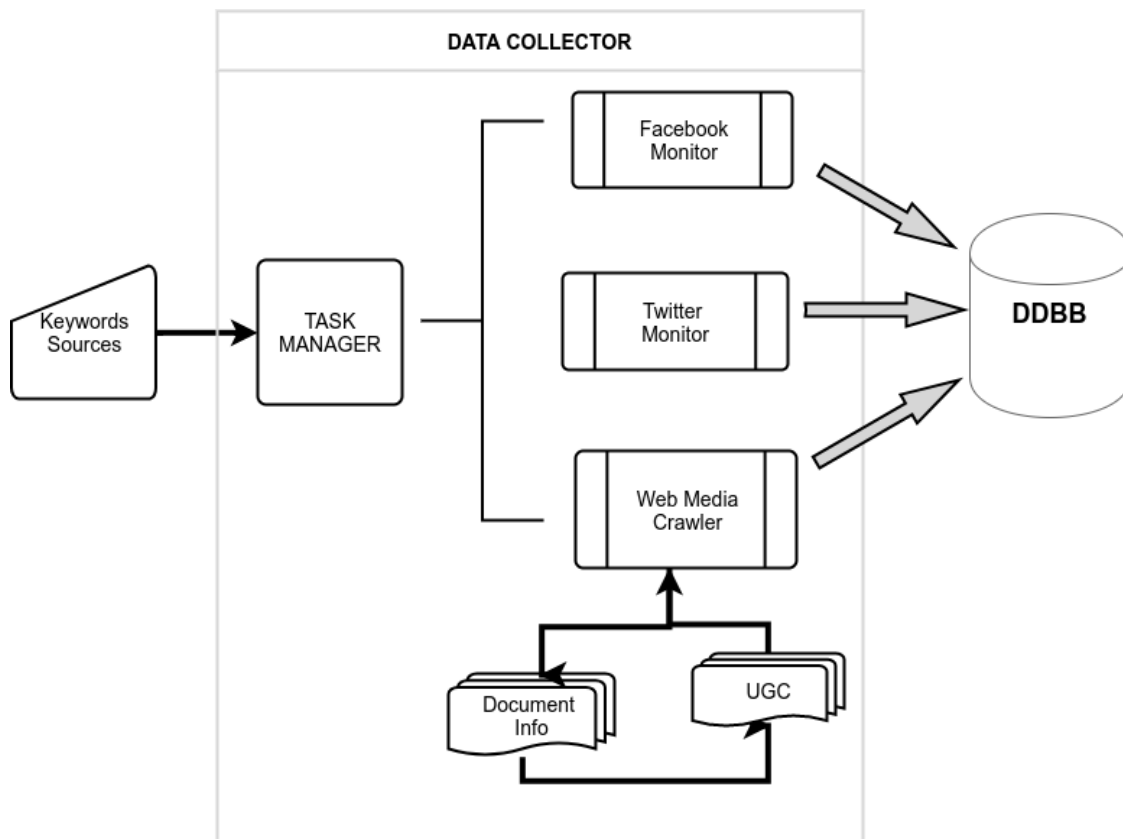 DATA COLLECTOR
Facebook
Monitor
Keywords
Sources
TASK
MANAGER
Twitter
Monitor
DDBB
Web Media
Crawler
Document
Info
UGC